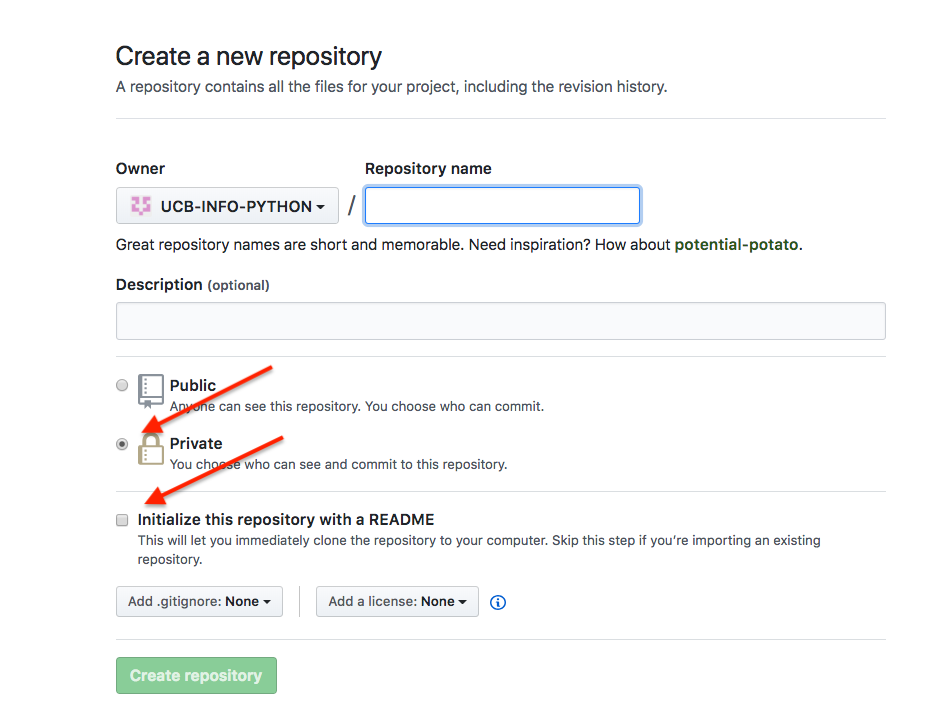 Create a new repository
A repository contains all the files for your project, including the revision history.
Owner
Repository name
UCB-INFO-PYTHON
/
Great repository names are short and memorable. Need inspiration? How about potential-potato.
Description (optional)
Public
Anyone can see this repository. You choose who can commit.
Private
You choose who can see and commit to this repository.
Initialize this repository with a README
This will let you immediately clone the repository to your computer. Skip this step if you’re importing an existing
repository.
Add .gitignore: None
Add a license: None
Create repository